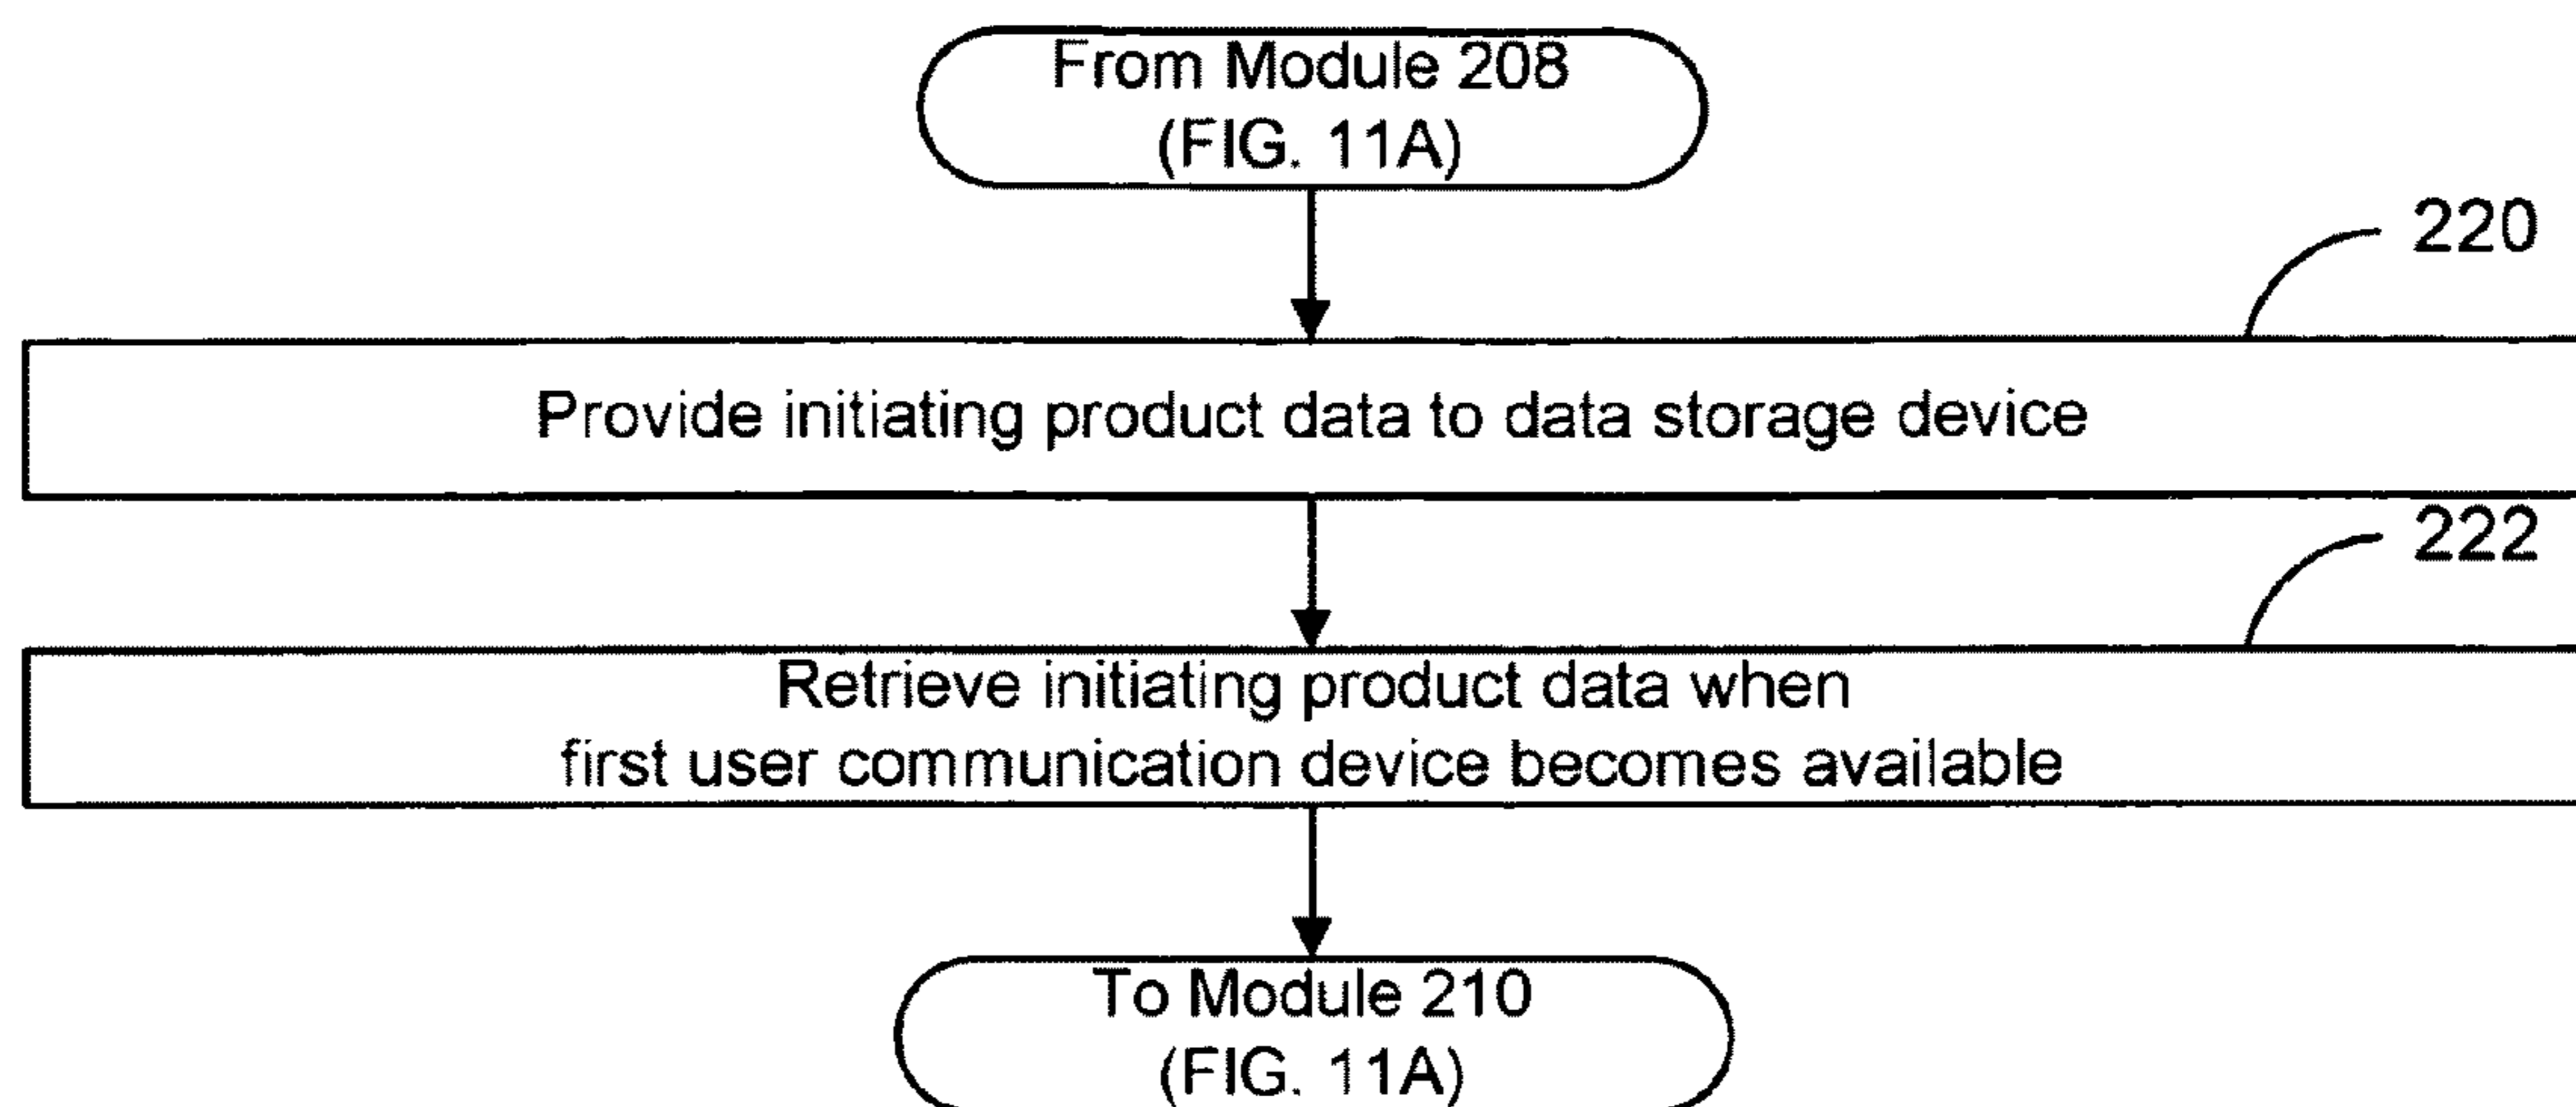 From Module 208
(FIG. 11A)
220
Provide initiating product data to data storage device
222
Retrieve initiating product data when
first user communication device becomes available
To Module 210
(FIG. 11A)